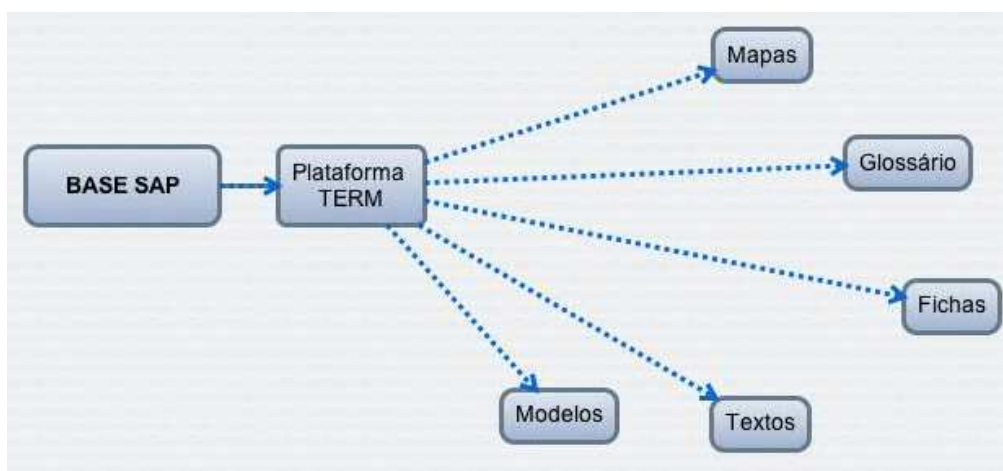 Mapas
Glossário
BASE SAP
Plataforma
TERM
Fichas
Modelos
Textos